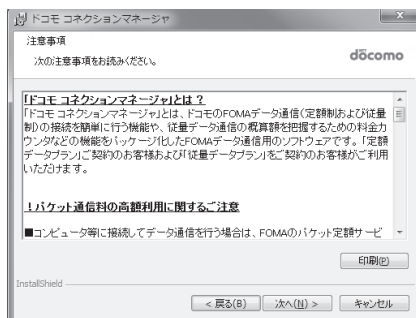 ドコモ コネクションマネージャ
注意事項
次の注意事項をお読みください。
döcomo
「ドコモ コネクションマネージャ」とは？
「ドコモ コネクションマネージャ」とは、ドコモのFOMAデータ通信（定額制および従量
制）の接続を簡単に行う機能や、従量データ通信の概算額を把握するための料金カ
ウンタなどの機能をパッケージ化したFOMAデータ通信用のソフトウェアです。「定額
データプラン」ご契約のお客様および「従量データプラン」をご契約のお客様がご利用
いただけます。
！パケット通信料の高額利用に関するご注意
■コンピュータ等に接続してデータ通信を行う場合は、FOMAのパケット定額サービ
印刷(P)
InstallShield
< 戻る(B)
次へ(N) >
キャンセル